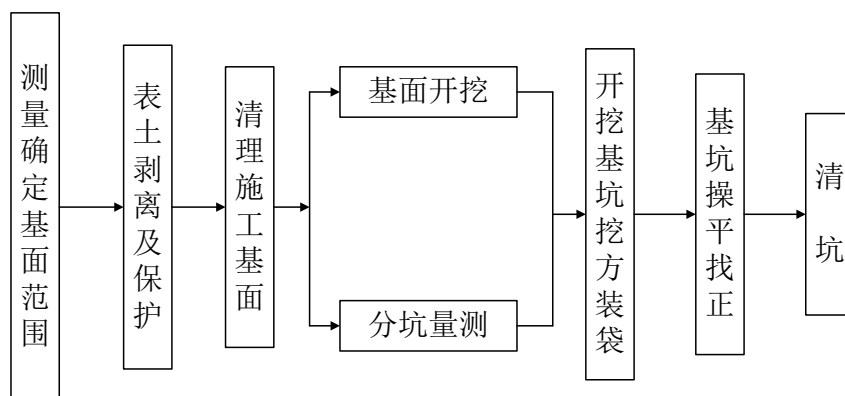 测量确定基面范围
表土剥离及保护
清理施工基面
基面开挖
分坑量测
开挖基坑挖方装袋
基坑操平找正
清坑